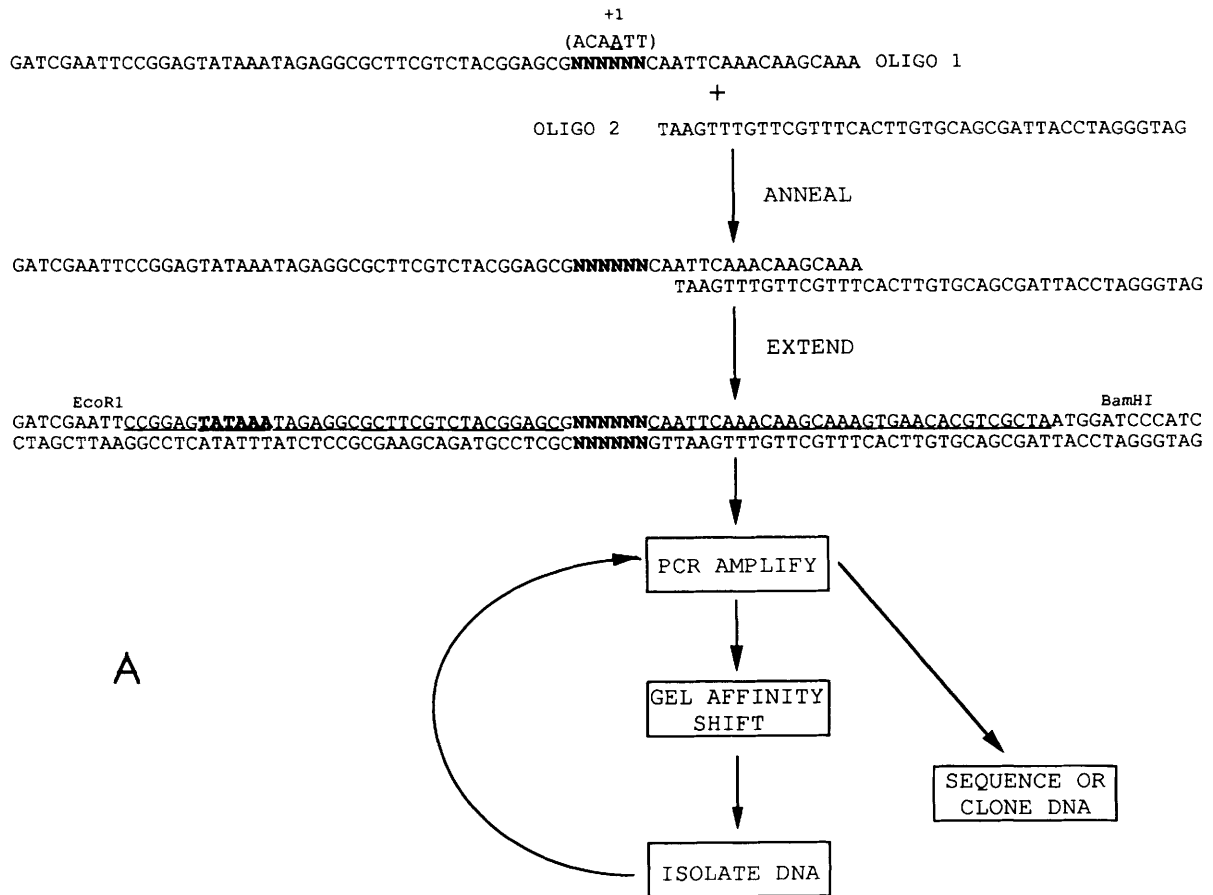 +1
(ACAATT)
GATCGAATTCCGGAGTATAAATAGAGGCGCTTCGTCTACGGAGCGNNNNNNCAATTCAAACAAGCAAA OLIGO 1
+
OLIGO 2 TAAGTTTGTTCGTTTCACTTGTGCAGCGATTACCTAGGGTAG
ANNEAL
GATCGAATTCCGGAGTATAAATAGAGGCGCTTCGTCTACGGAGCGNNNNNNCAATTCAAACAAGCAAA
TAAGTTTGTTCGTTTCACTTGTGCAGCGATTACCTAGGGTAG
EXTEND
EcoR1 BamHI
GATCGAATTCCGGAGTATAAATAGAGGCGCTTCGTCTACGGAGCGNNNNNNCAATTCAAACAAGCAAAGTGAACACGTCGCTAATGGATCCCATC
CTAGCTTAAGGCCTCATATTTATCTCCGCGAAGCAGATGCCTCGCNNNNNNGTTAAGTTTGTTCGTTTCACTTGTGCAGCGATTACCTAGGGTAG
PCR AMPLIFY
A
GEL AFFINITY
SHIFT
SEQUENCE OR
CLONE DNA
ISOLATE DNA